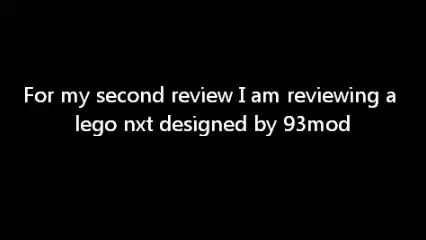 For my second review I am reviewing a
lego nxt designed by 93mod